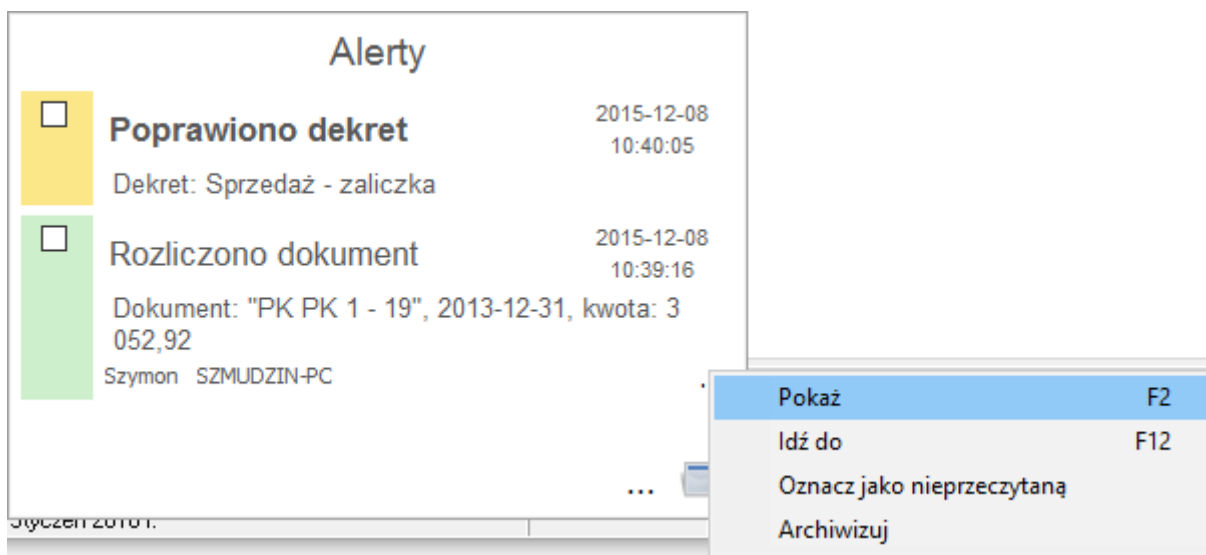 Alerty
Poprawiono dekret
2015-12-08
10:40:05
Dekret: Sprzedaż - zaliczka
Rozliczono dokument
2015-12-08
10:39:16
Dokument: "PK PK 1 - 19", 2013-12-31, kwota: 3
052,92
Szymon SZMUDZIN-PC
...
Pokaż F2
Idź do F12
Oznacz jako nieprzeczytaną
Archiwizuj